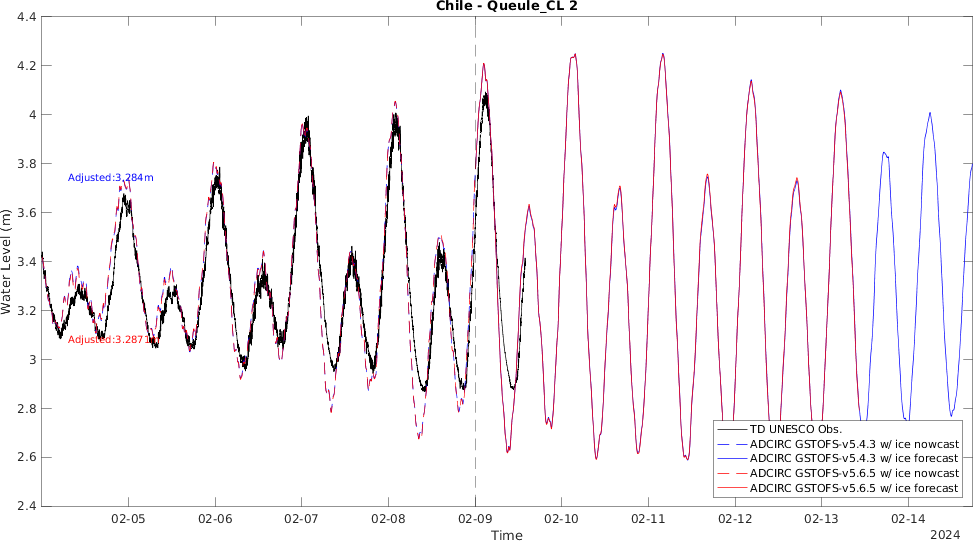 Chile - Queule_CL 2
4.4
4.2
4
3.8
3.6
3.4
3.2
3
2.8
2.6
2.4
Water Level (m)
Adjusted:3.284m
Adjusted:3.2871
TD UNESCO Obs.
ADCIRC GSTOFS-v5.4.3 w/ ice nowcast
ADCIRC GSTOFS-v5.4.3 w/ ice forecast
ADCIRC GSTOFS-v5.6.5 w/ ice nowcast
ADCIRC GSTOFS-v5.6.5 w/ ice forecast
02-05 02-06 02-07 02-08 02-09 02-10 02-11 02-12 02-13 02-14
Time
2024